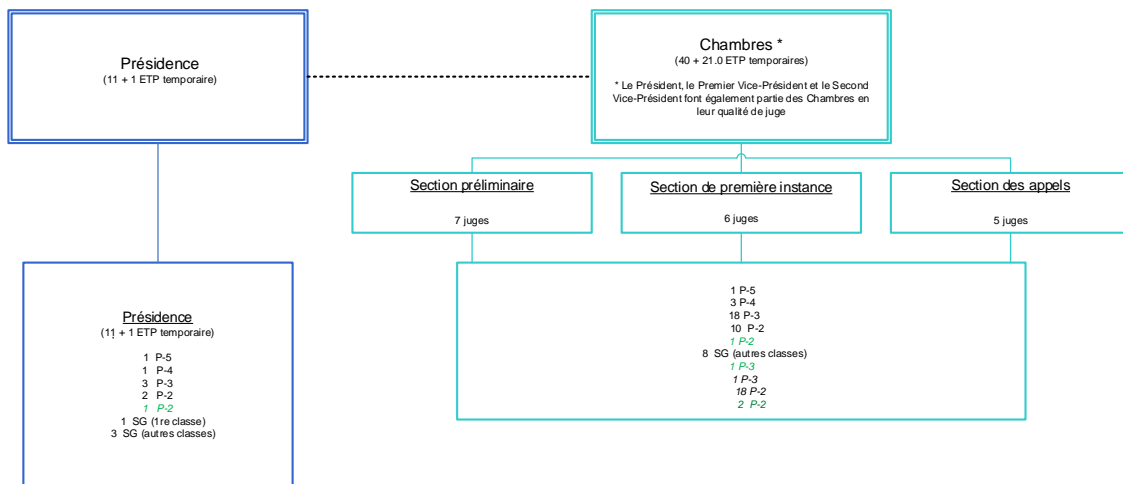 Présidence
(11 + 1 ETP temporaire)
Chambres *
(40 + 21.0 ETP temporaires)
* Le Président, le Premier Vice-Président et le Second
Vice-Président font également partie des Chambres en
leur qualité de juge
Section préliminaire
7 juges
Section de première instance
6 juges
Section des appels
5 juges
Présidence
(11 + 1 ETP temporaire)
1 P-5
1 P-4
3 P-3
2 P-2
1 P-2
1 SG (1re classe)
3 SG (autres classes)
1 P-5
3 P-4
18 P-3
10 P-2
1 P-2
8 SG (autres classes)
1 P-3
1 P-3
18 P-2
2 P-2